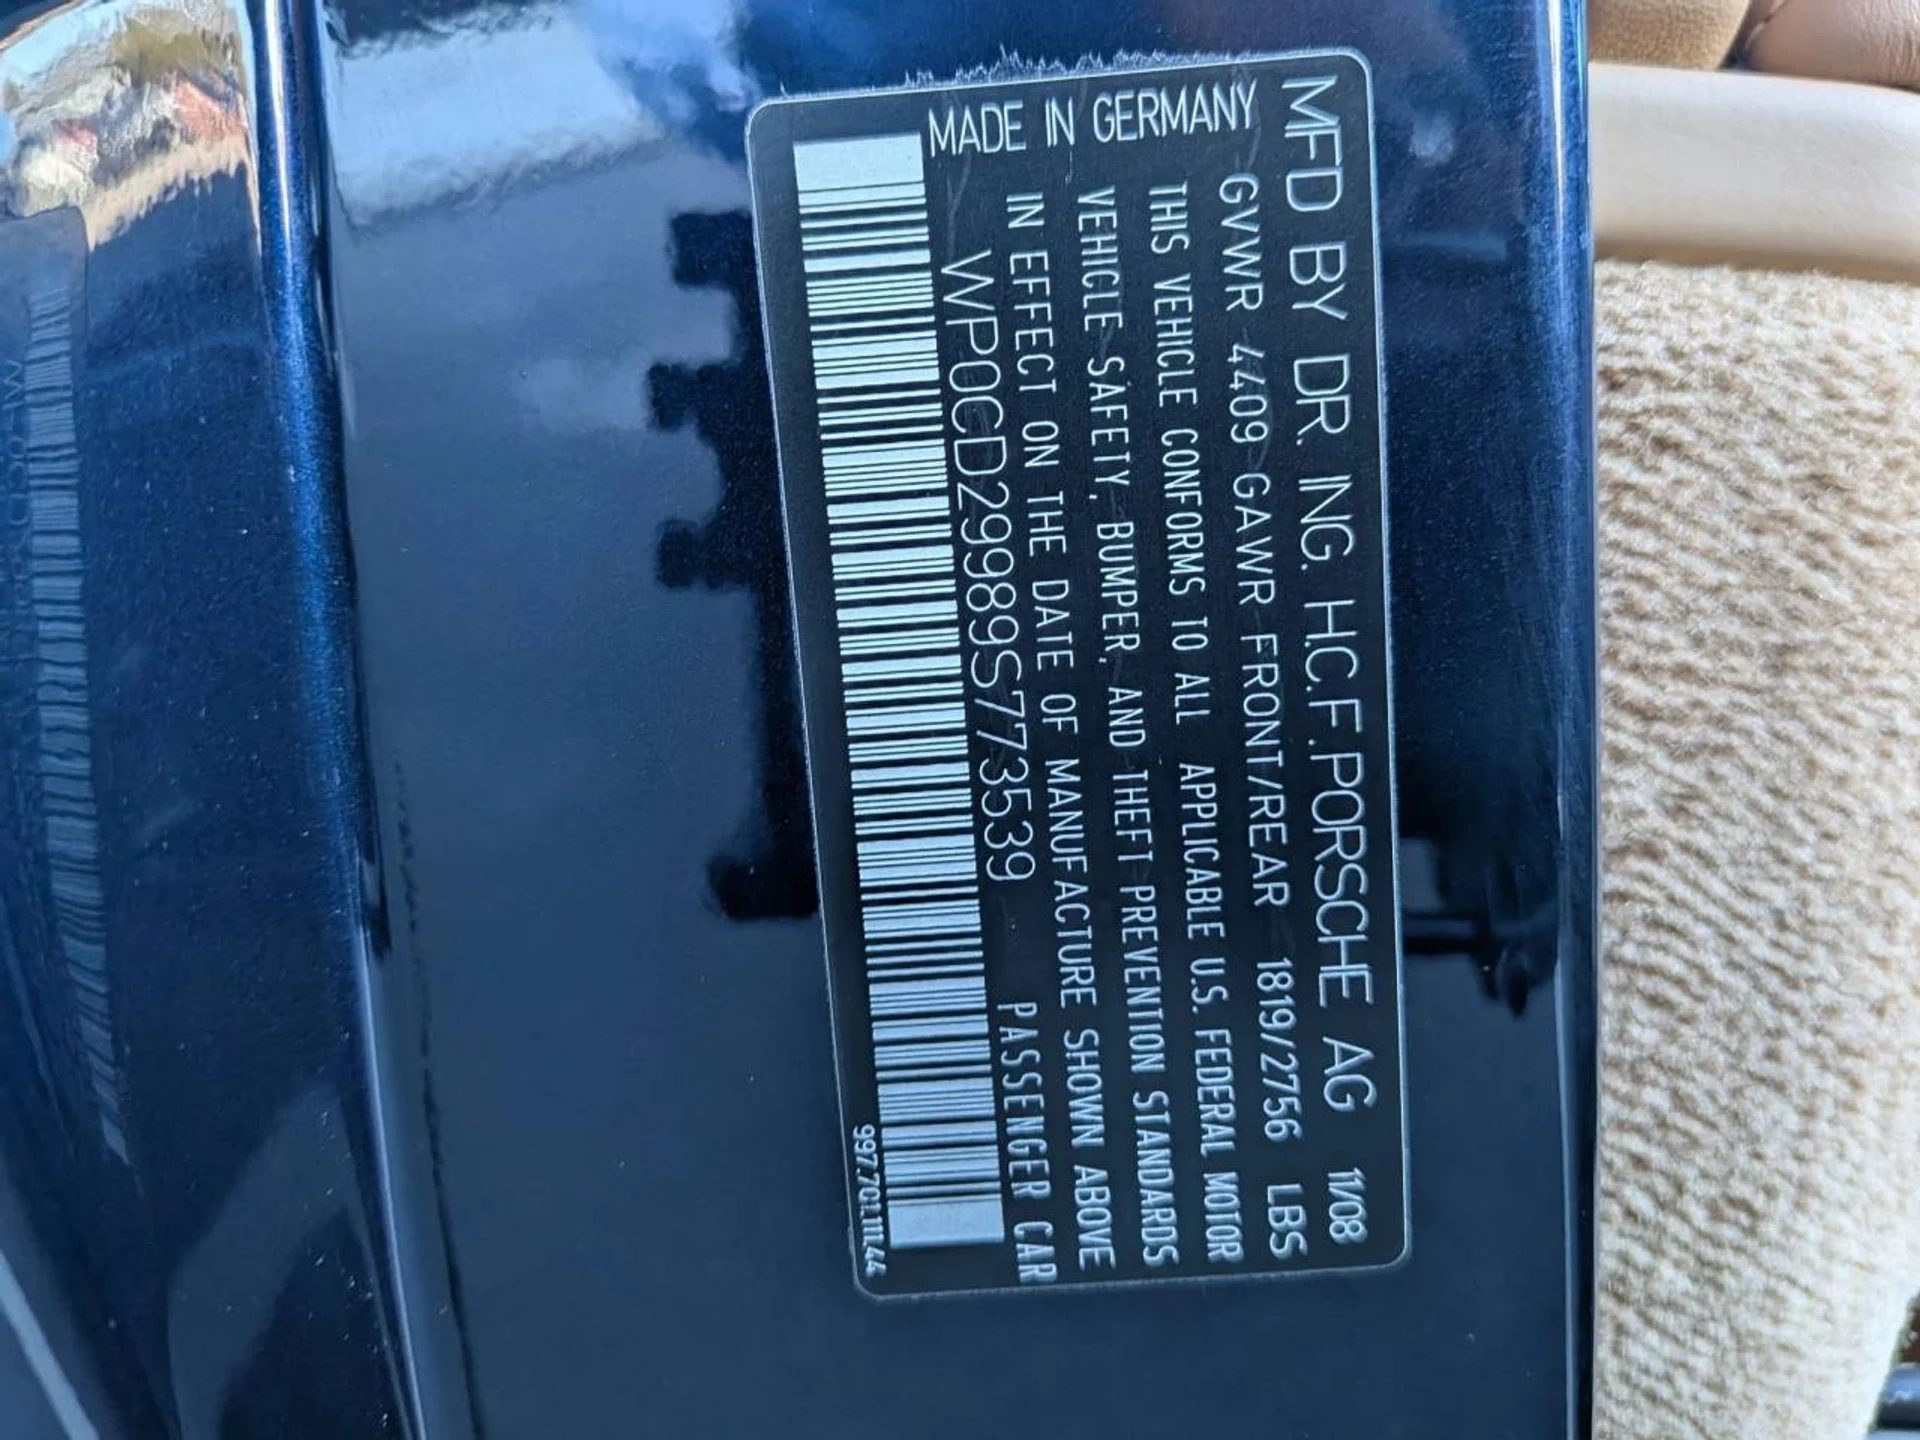 MFD BY DR. ING. H.C.F.PORSCHE AG 11/08
GVWR 4409 GAWR FRONT/REAR 1819/2756 LBS
THIS VEHICLE CONFORMS TO ALL APPLICABLE U.S. FEDERAL MOTOR
VEHICLE SAFETY, BUMPER, AND THEFT PREVENTION STANDARDS
IN EFFECT ON THE DATE OF MANUFACTURE SHOWN ABOVE
MADE IN GERMANY
WP0CD29989S773539 PASSENGER CAR
997.701.111.44